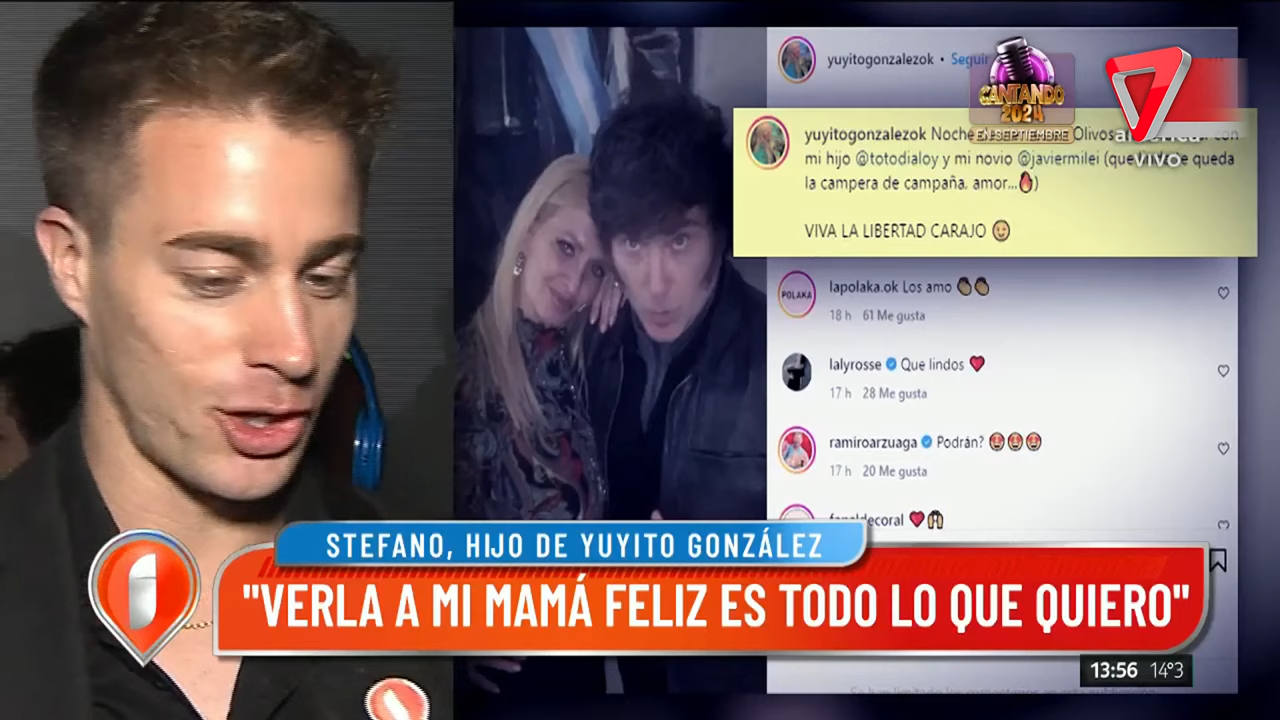 yuyitogonzalezok • Seguir
CANTANDO
2024
EN SEPTIEMBRE
VIVO
yuyitogonzalezok Noche Olivos con
mi hijo @totodialoy y mi novio @javiermilei (que queda
la campera de campaña, amor...🔥)
VIVA LA LIBERTAD CARAJO 😉
POLAKA
lapolaka.ok Los amo 👏👏
18 h 61 Me gusta
lalyrosse Que lindos ❤️
17 h 28 Me gusta
ramiroarzuaga Podrán? 🤩🤩🤩
17 h 20 Me gusta
STEFANO, HIJO DE YUYITO GONZÁLEZ
"VERLA A MI MAMÁ FELIZ ES TODO LO QUE QUIERO"
13:56 14°3